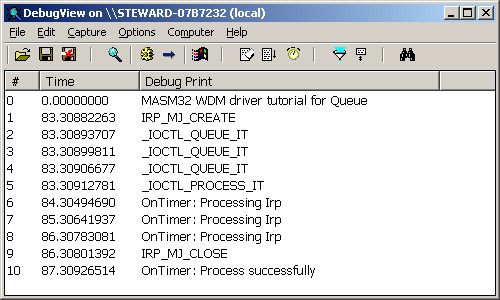 DebugView on \\STEWARD-07B7232 (local)
File Edit Capture Options Computer Help
# Time Debug Print
0 0.00000000 MASM32 WDM driver tutorial for Queue
1 83.30882263 IRP_MJ_CREATE
2 83.30893707 _IOCTL_QUEUE_IT
3 83.30899811 _IOCTL_QUEUE_IT
4 83.30906677 _IOCTL_QUEUE_IT
5 83.30912781 _IOCTL_PROCESS_IT
6 84.30494690 OnTimer: Processing Irp
7 85.30641937 OnTimer: Processing Irp
8 86.30783081 OnTimer: Processing Irp
9 86.30801392 IRP_MJ_CLOSE
10 87.30926514 OnTimer: Process successfully